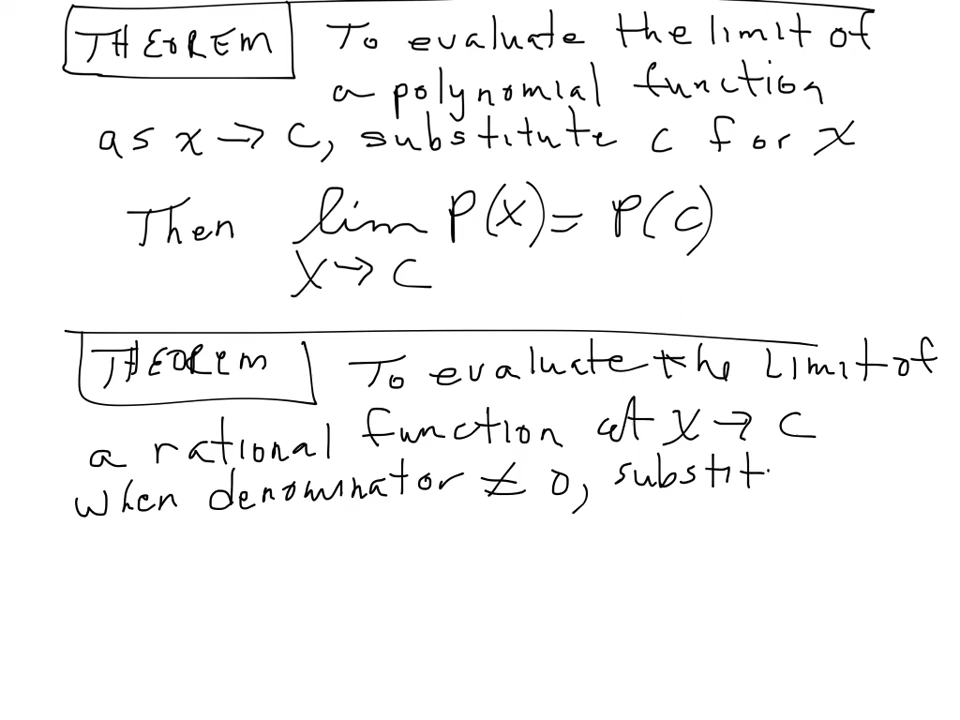 THEOREM To evaluate the limit of
a polynomial function
as x → c, substitute c for x
Then lim P(x) = P(c)
x → c
THEOREM To evaluate the Limit of
a rational function at x → c
when denominator ≠ 0, substit